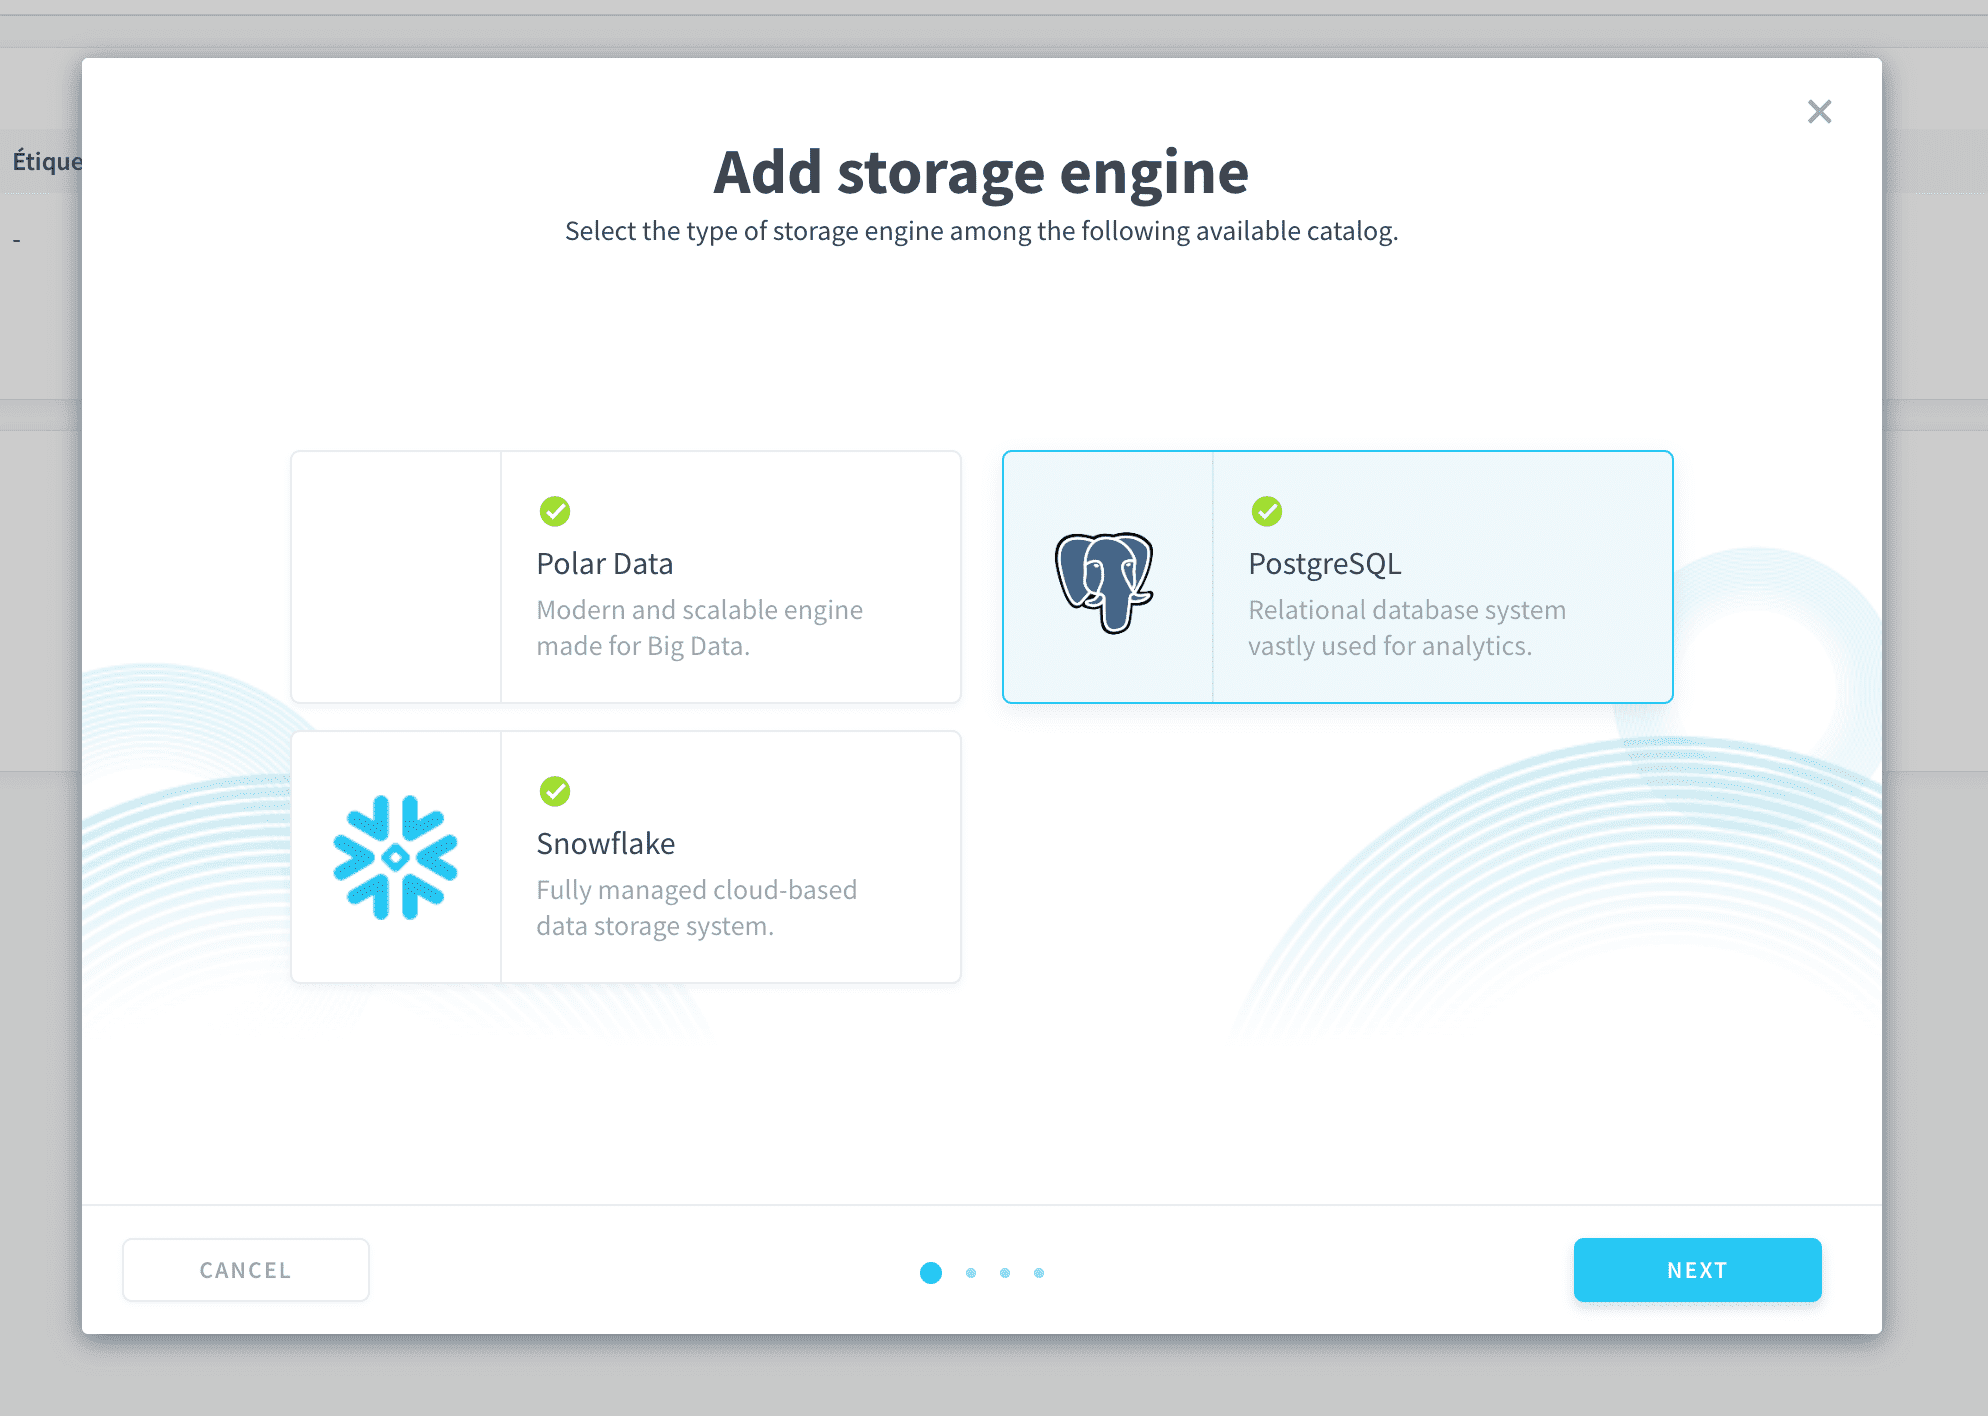 Étique
-
Add storage engine
Select the type of storage engine among the following available catalog.
Polar Data
Modern and scalable engine
made for Big Data.
PostgreSQL
Relational database system
vastly used for analytics.
Snowflake
Fully managed cloud-based
data storage system.
CANCEL
NEXT